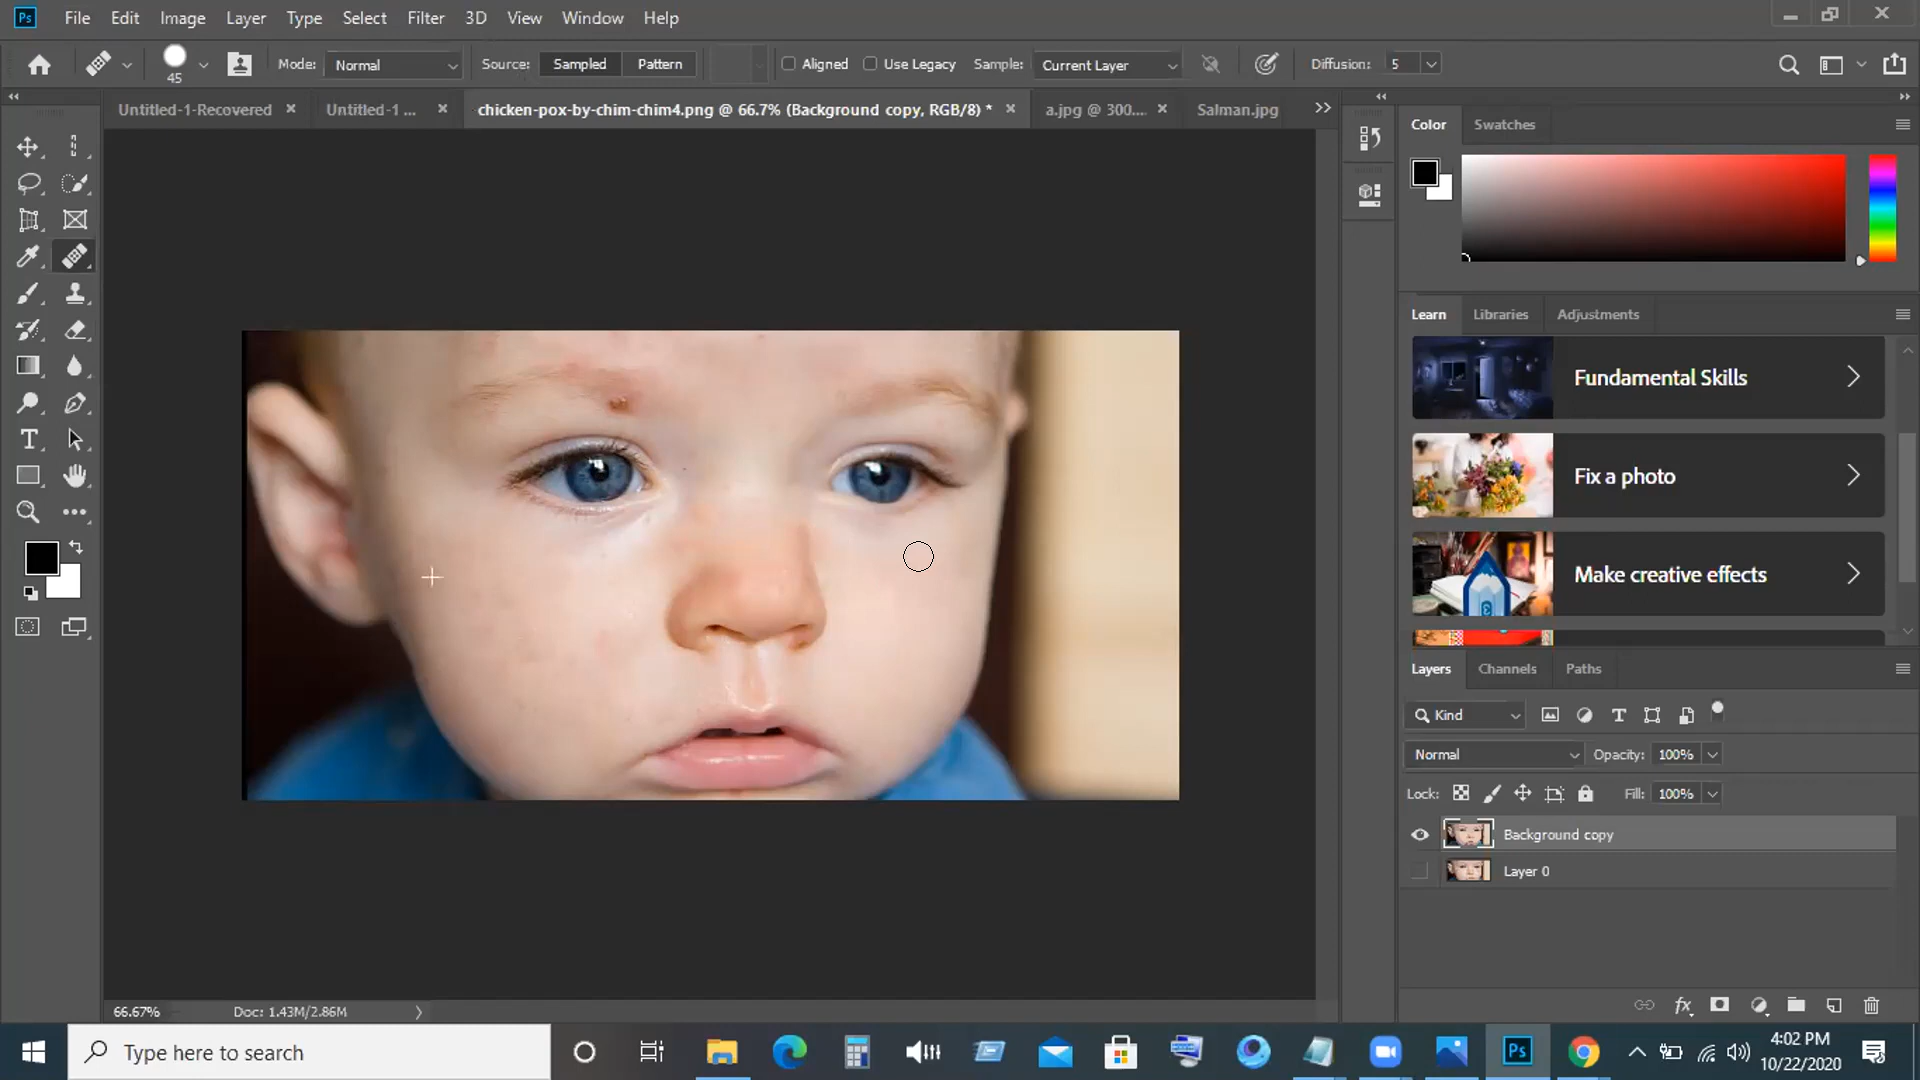 Ps File Edit Image Layer Type Select Filter 3D View Window Help
45 Mode: Normal Source: Sampled Pattern Aligned Use Legacy Sample: Current Layer Diffusion: 5
Untitled-1-Recovered Untitled-1 ... chicken-pox-by-chim-chim4.png @ 66.7% (Background copy, RGB/8) * a.jpg @ 300.... Salman.jpg
Color Swatches
Learn Libraries Adjustments
Fundamental Skills
Fix a photo
Make creative effects
Layers Channels Paths
Kind
Normal Opacity: 100%
Lock: Fill: 100%
Background copy
Layer 0
66.67% Doc: 1.43M/2.86M
Type here to search
Ps
4:02 PM
10/22/2020